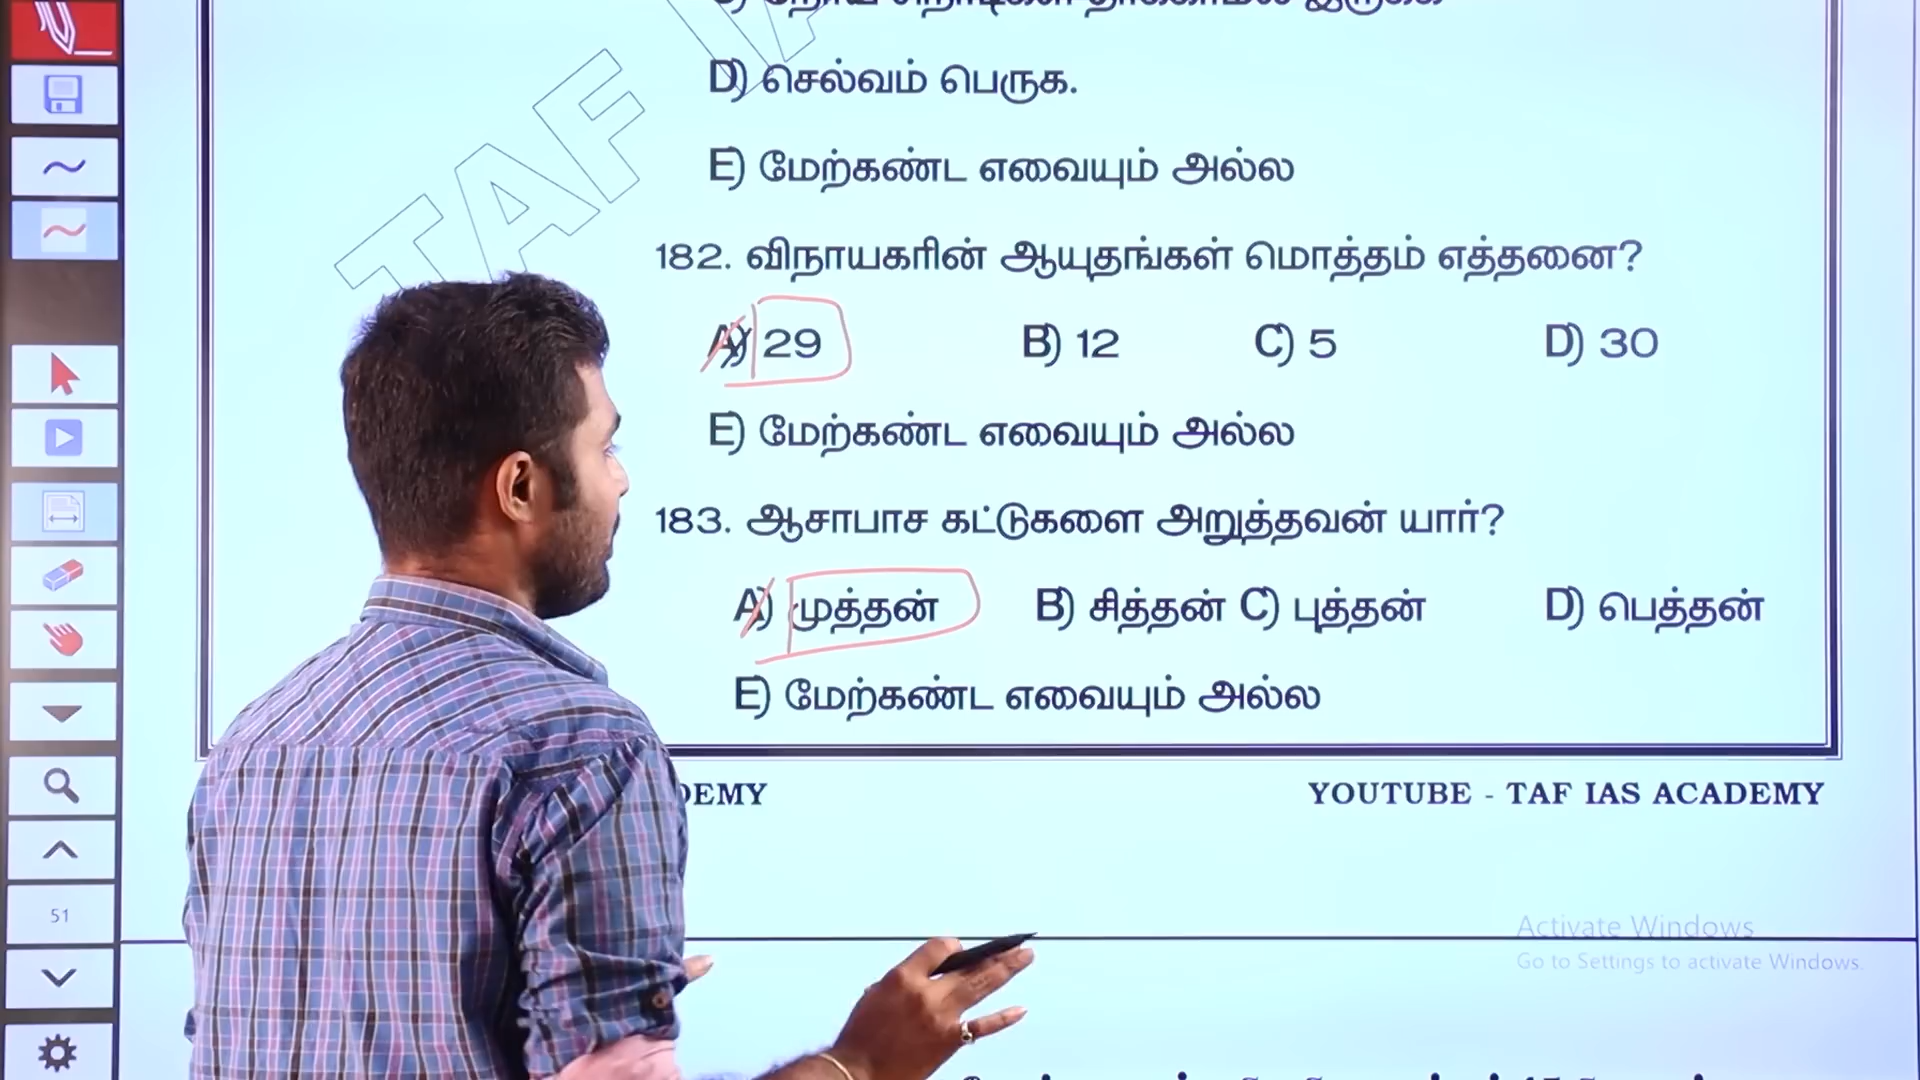 D) செல்வம் பெருக.
E) மேற்கண்ட எவையும் அல்ல
TAF
182. விநாயகரின் ஆயுதங்கள் மொத்தம் எத்தனை?
A) 29 B) 12 C) 5 D) 30
E) மேற்கண்ட எவையும் அல்ல
183. ஆசாபாச கட்டுகளை அறுத்தவன் யார்?
A) முத்தன் B) சித்தன் C) புத்தன் D) பெத்தன்
E) மேற்கண்ட எவையும் அல்ல
YOUTUBE - TAF IAS ACADEMY
51
Activate Windows
Go to Settings to activate Windows.